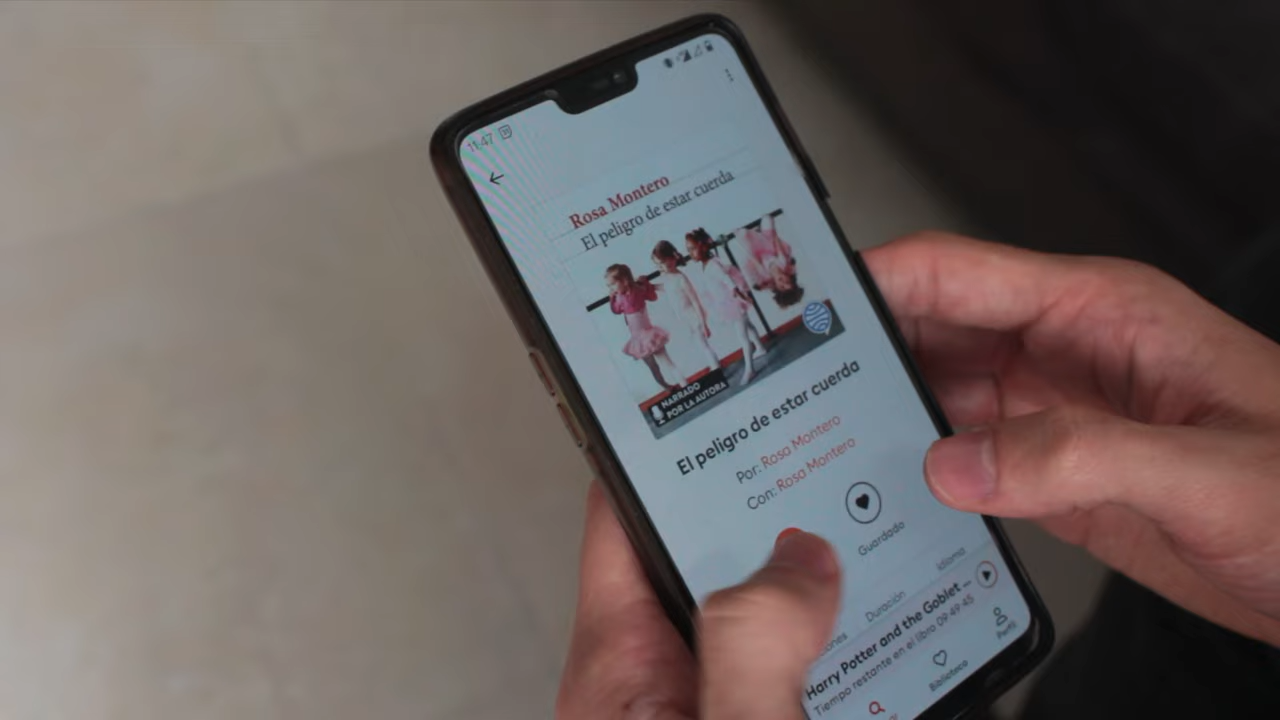 11:47
Rosa Montero
El peligro de estar cuerda
NARRADO
POR LA AUTORA
El peligro de estar cuerda
Por: Rosa Montero
Con: Rosa Montero
Guardado
Duración
Idioma
Harry Potter and the Goblet ...
Tiempo restante en el libro 09:49:45
Biblioteca
Perfil